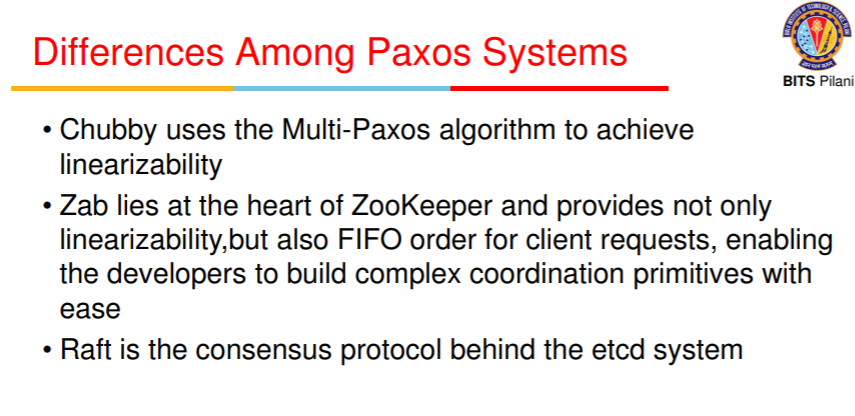 Differences Among Paxos Systems
BITS Pilani
• Chubby uses the Multi-Paxos algorithm to achieve
linearizability
• Zab lies at the heart of ZooKeeper and provides not only
linearizability,but also FIFO order for client requests, enabling
the developers to build complex coordination primitives with
ease
• Raft is the consensus protocol behind the etcd system